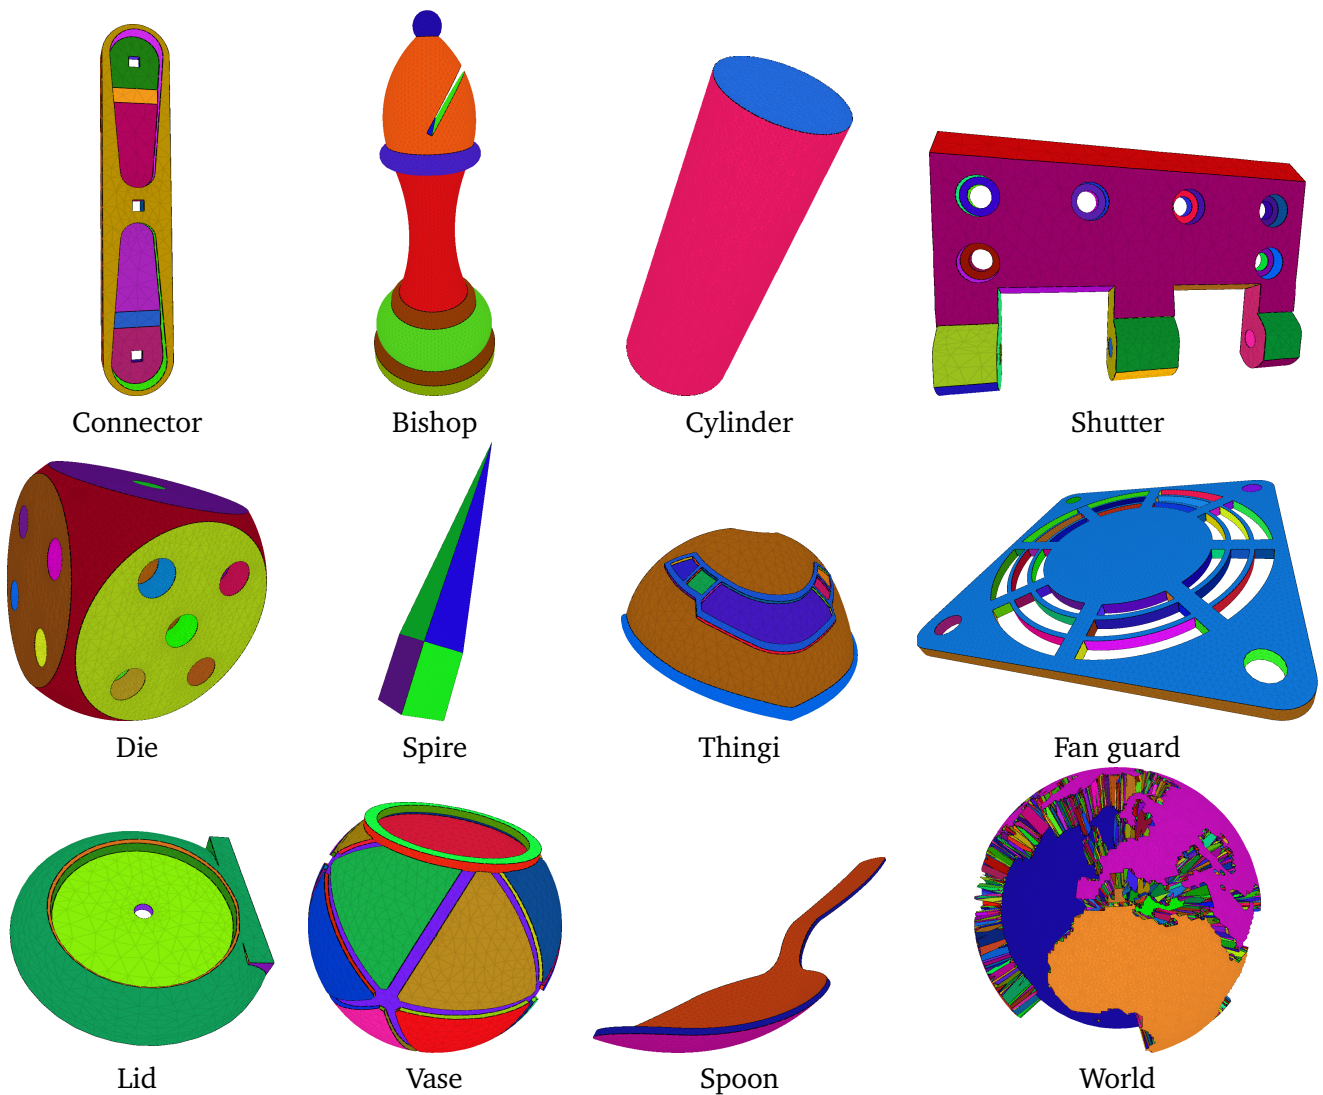 Connector
Bishop
Cylinder
Shutter
Die
Spire
Thingi
Fan guard
Lid
Vase
Spoon
World